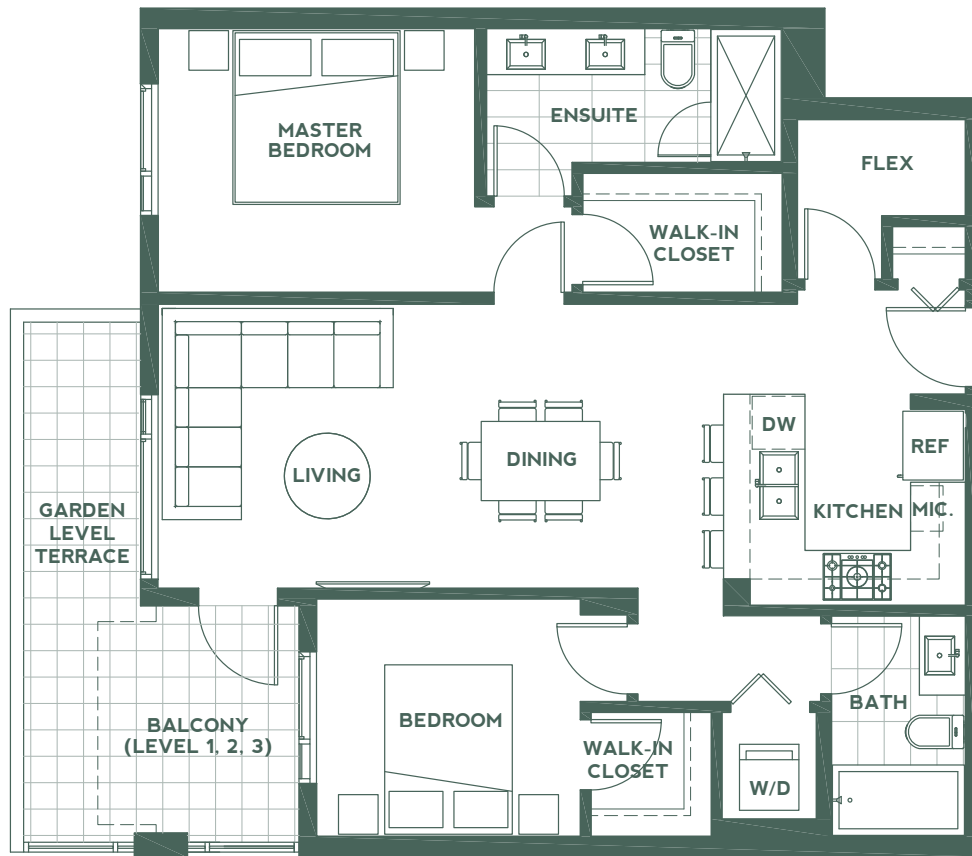 MASTER
BEDROOM
ENSUITE
FLEX
WALK-IN
CLOSET
DW
REF
LIVING
DINING
KITCHEN
MIC.
GARDEN
LEVEL
TERRACE
BALCONY
(LEVEL 1, 2, 3)
BEDROOM
WALK-IN
CLOSET
W/D
BATH